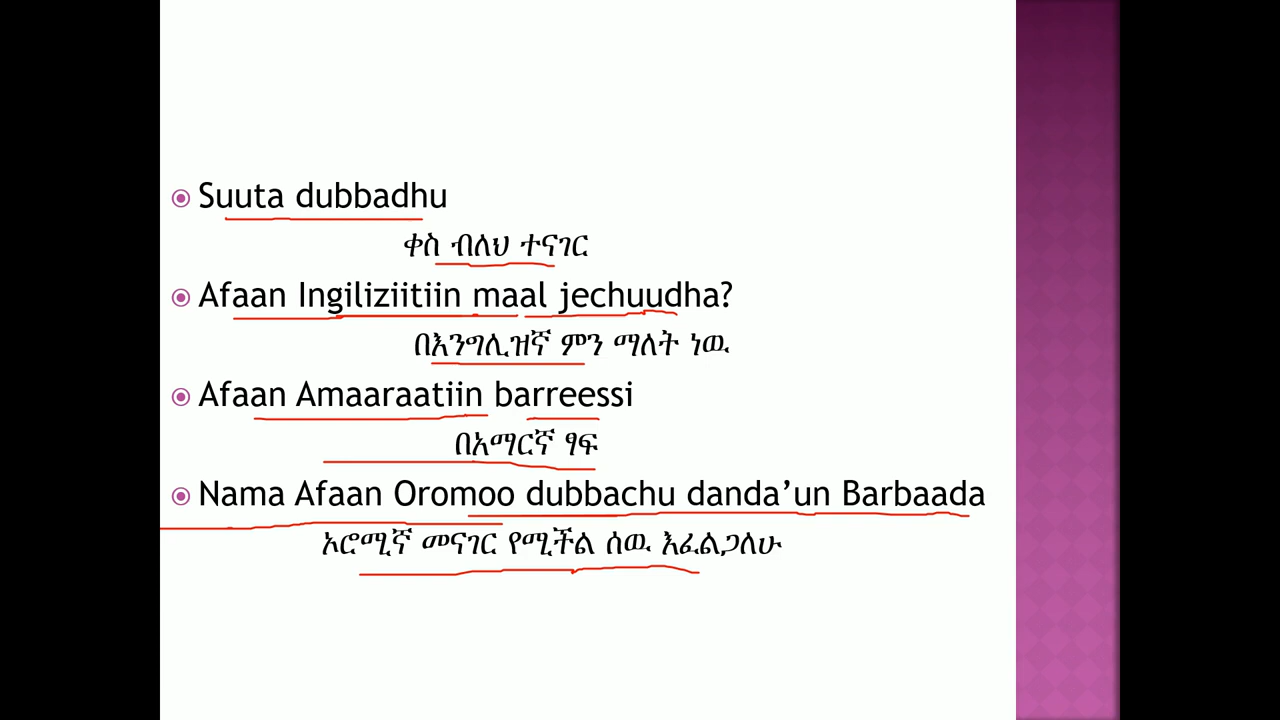 Suuta dubbadhu
ቀስ ብለህ ተናገር
Afaan Ingiliziitiin maal jechuudha?
በእንግሊዝኛ ምን ማለት ነዉ
Afaan Amaaraatiin barreessi
በአማርኛ ፃፍ
Nama Afaan Oromoo dubbachu danda’un Barbaada
ኦሮሚኛ መናገር የሚችል ሰዉ እፈልጋለሁ